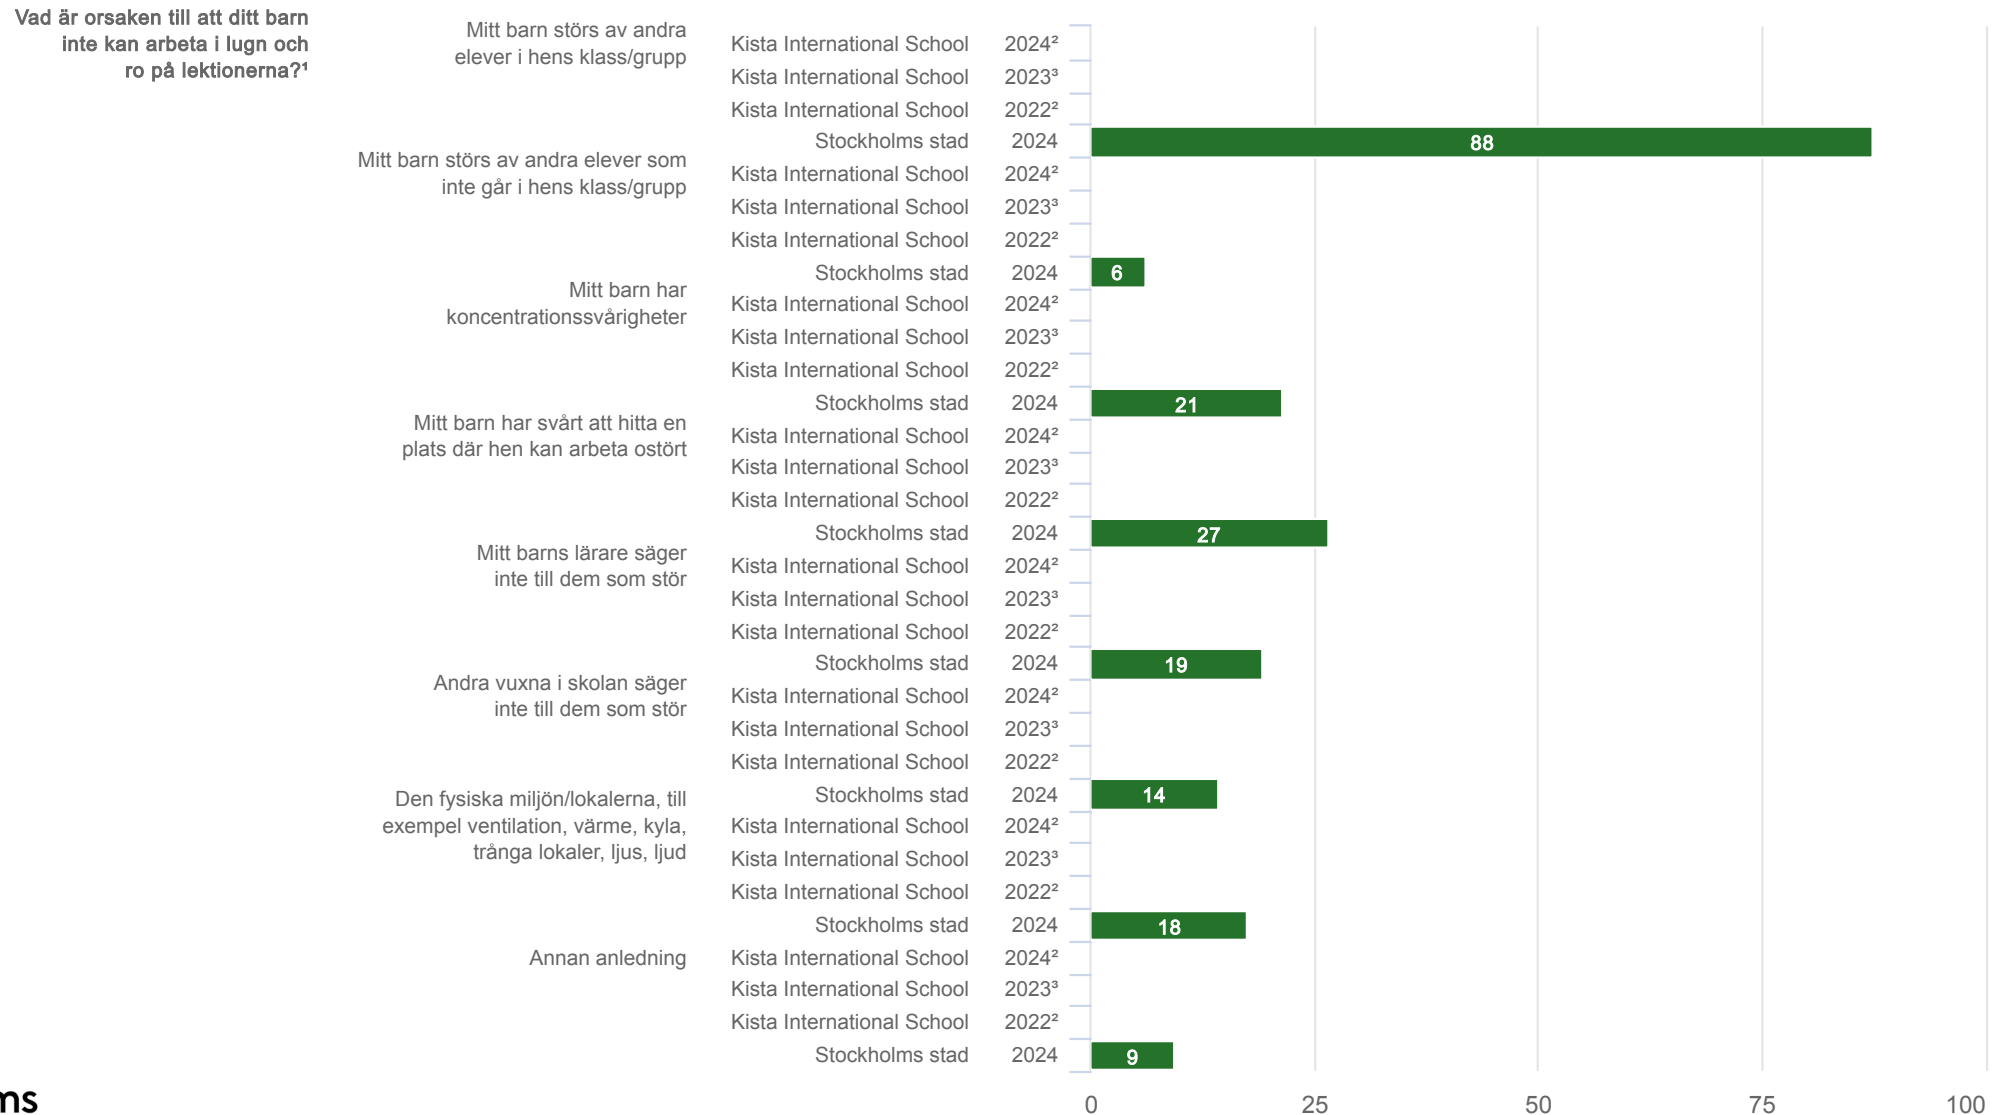 Vad är orsaken till att ditt barn
inte kan arbeta i lugn och
ro på lektionerna?¹
Mitt barn störs av andra
elever i hens klass/grupp
Kista International School 2024²
Kista International School 2023³
Kista International School 2022²
Stockholms stad 2024 88
Mitt barn störs av andra elever som
inte går i hens klass/grupp
Kista International School 2024²
Kista International School 2023³
Kista International School 2022²
Stockholms stad 2024 6
Mitt barn har
koncentrationssvårigheter
Kista International School 2024²
Kista International School 2023³
Kista International School 2022²
Stockholms stad 2024 21
Mitt barn har svårt att hitta en
plats där hen kan arbeta ostört
Kista International School 2024²
Kista International School 2023³
Kista International School 2022²
Stockholms stad 2024 27
Mitt barns lärare säger
inte till dem som stör
Kista International School 2024²
Kista International School 2023³
Kista International School 2022²
Stockholms stad 2024 19
Andra vuxna i skolan säger
inte till dem som stör
Kista International School 2024²
Kista International School 2023³
Kista International School 2022²
Stockholms stad 2024 14
Den fysiska miljön/lokalerna, till
exempel ventilation, värme, kyla,
trånga lokaler, ljus, ljud
Kista International School 2024²
Kista International School 2023³
Kista International School 2022²
Stockholms stad 2024 18
Annan anledning
Kista International School 2024²
Kista International School 2023³
Kista International School 2022²
Stockholms stad 2024 9
0 25 50 75 100
ms